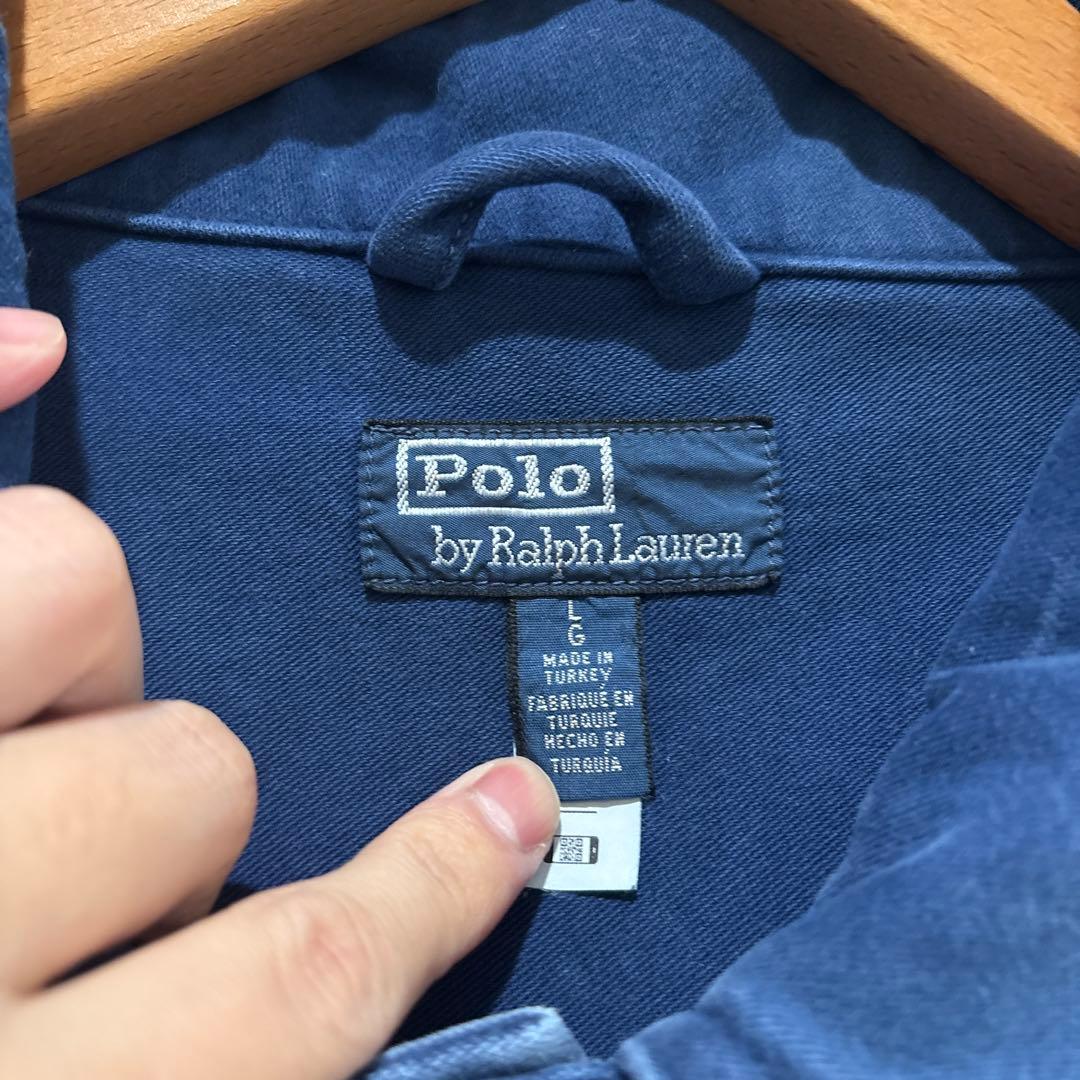 Polo
by Ralph Lauren
L
G
MADE IN
TURKEY
FABRIQUÉ EN
TURQUIE
HECHO EN
TURQUÍA